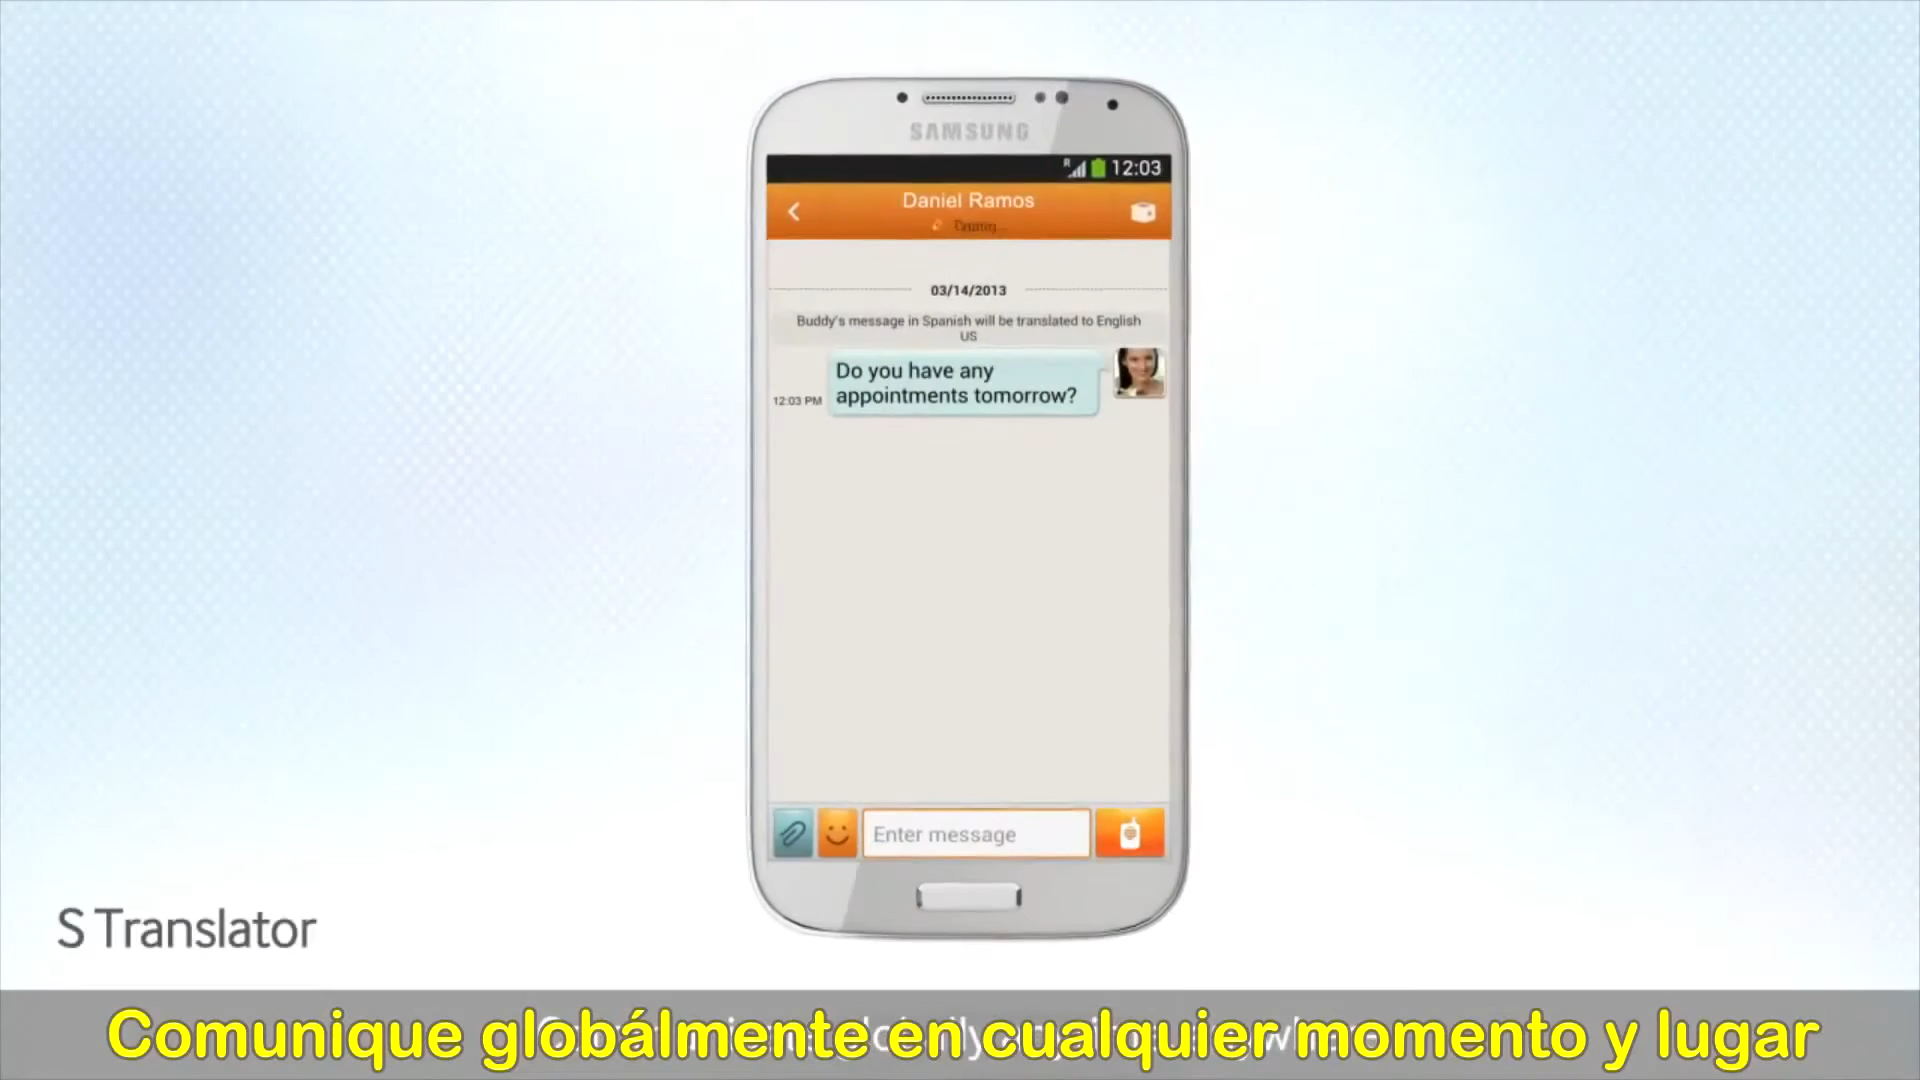 SAMSUNG
12:03
Daniel Ramos
03/14/2013
Buddy's message in Spanish will be translated to English
US
Do you have any
appointments tomorrow?
12:03 PM
Enter message
S Translator
Comunique globálmente en cualquier momento y lugar